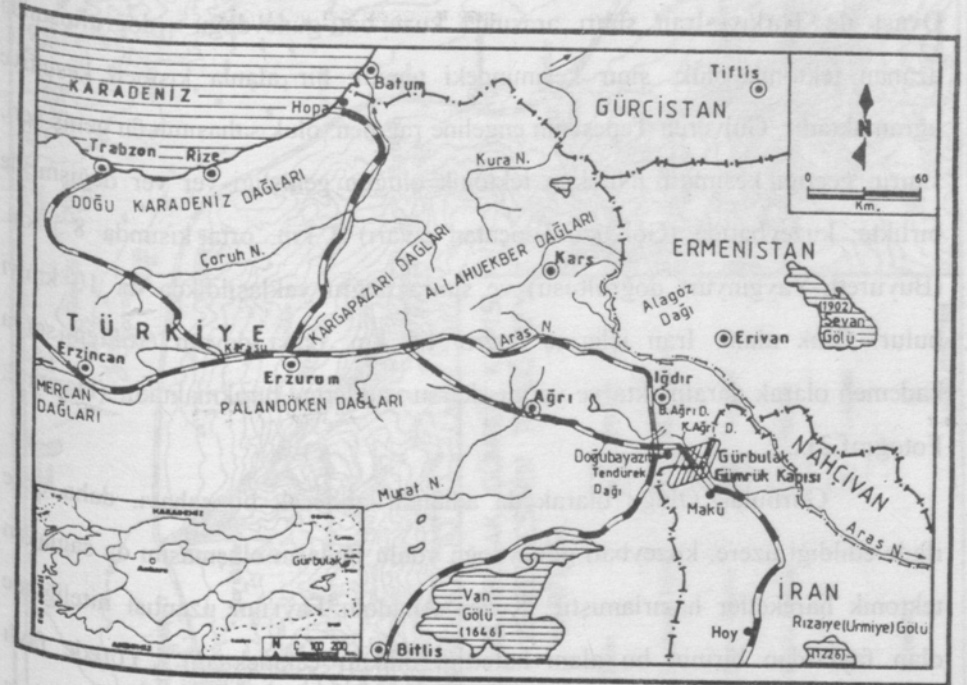 KARADENİZ
Batum
Hopa
Tiflis
GÜRCİSTAN
N
0 60
Km.
Trabzon
Rize
Kura N.
DOĞU KARADENİZ DAĞLARI
Çoruh N.
KARGAPAZARI DAĞLARI
ALLAHUEKBER DAĞLARI
Kars
ERMENİSTAN
Alagöz
Dağı
(1902)
Sevan
Gölü
Erivan
TÜRKİYE
Erzincan
Karasu
Erzurum
Aras N.
MERCAN
DAĞLARI
PALANDÖKEN DAĞLARI
Ağrı
Iğdır
B.Ağrı D.
K.Ağrı D.
Doğubayazıt
Tendürek
Dağı
Gürbulak
Gümrük Kapısı
NAHÇIVAN
Makü
Aras N.
Murat N.
KARADENİZ
Gürbulak
N
0 100 200
Van
Gölü
(1646)
Bitlis
Hoy
İRAN
Rızaiye(Urmiye) Gölü
(1226)